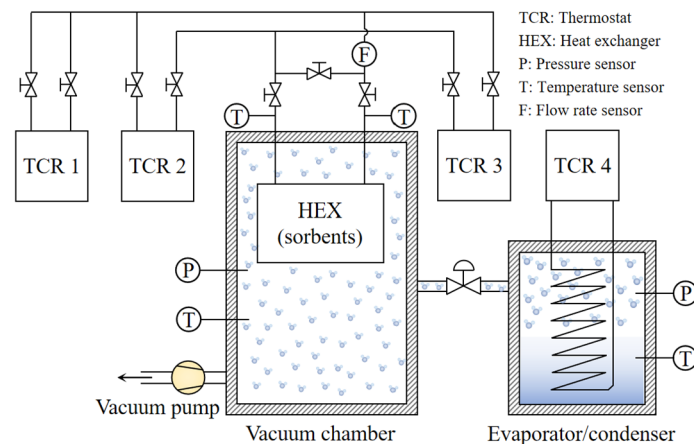 TCR: Thermostat
HEX: Heat exchanger
P: Pressure sensor
T: Temperature sensor
F: Flow rate sensor
F
T
T
TCR 1
TCR 2
TCR 3
TCR 4
HEX
(sorbents)
P
T
P
T
Vacuum pump
Vacuum chamber
Evaporator/condenser